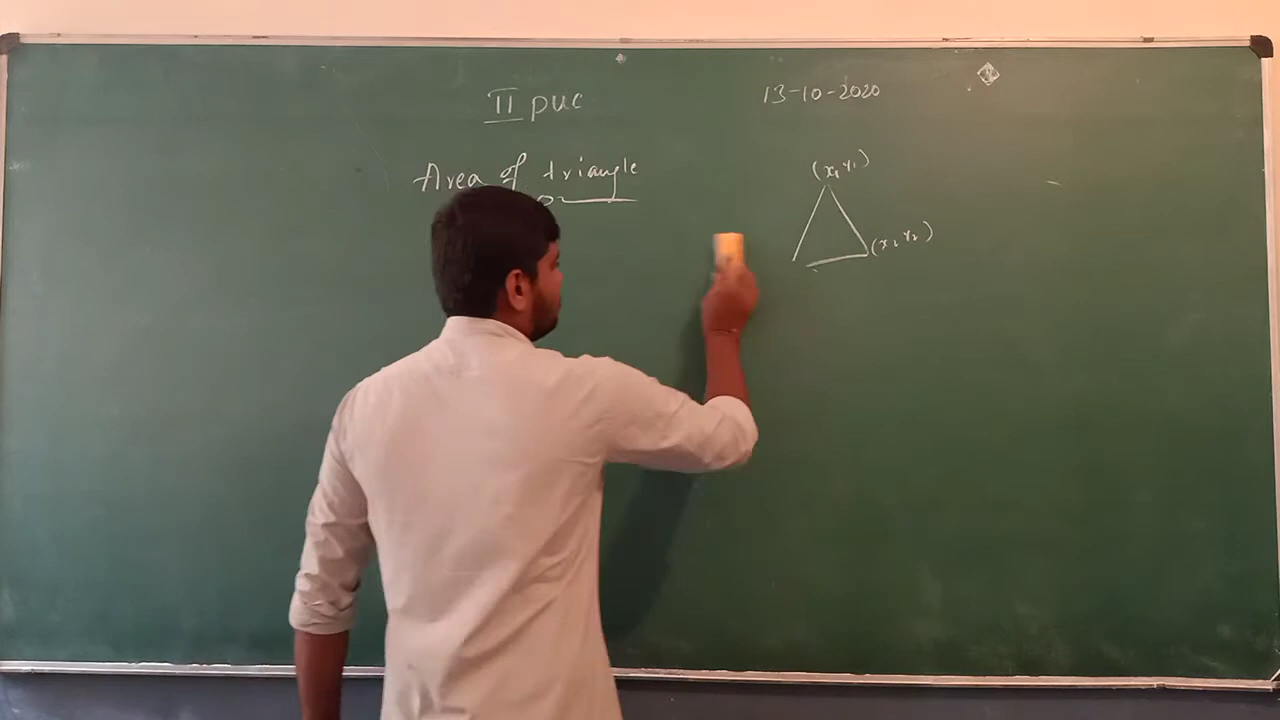 II PUC
13-10-2020
Area of triangle
(x₁ y₁)
(x₂ y₂)